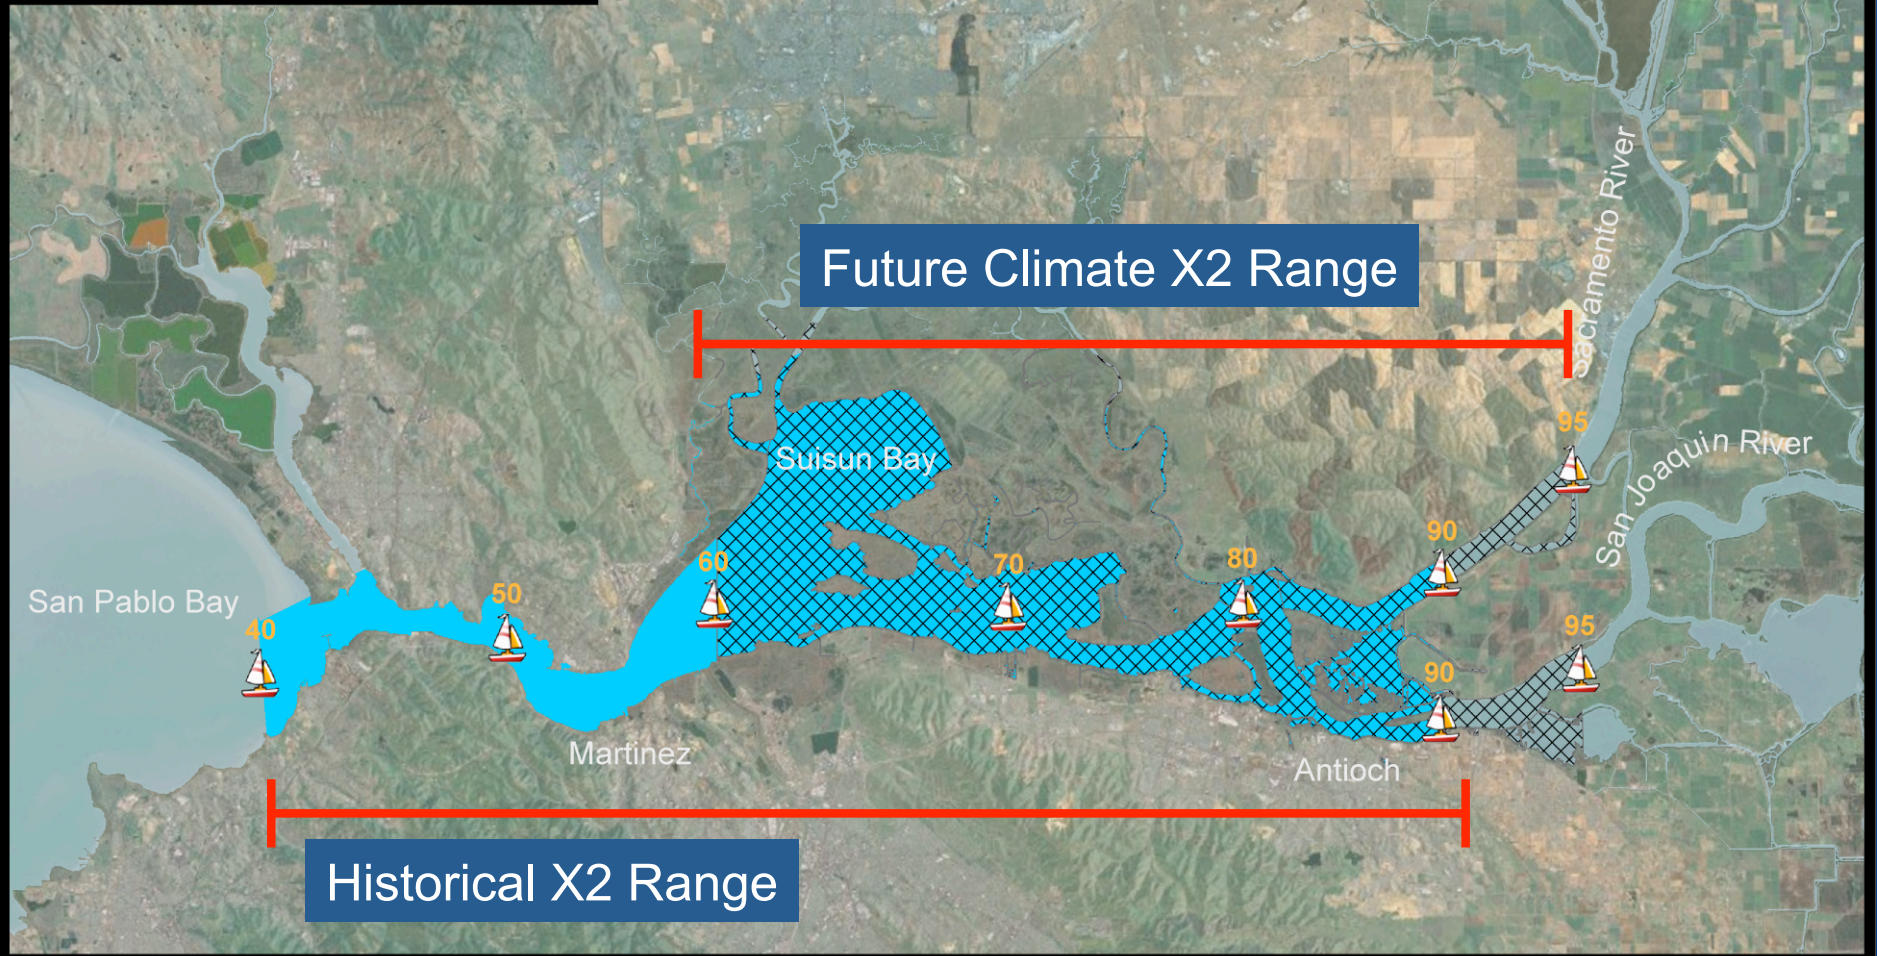 Sacramento River
Future Climate X2 Range
95
San Joaquin River
Suisun Bay
90
80
60
70
50
San Pablo Bay
40
95
90
Martinez
Antioch
Historical X2 Range